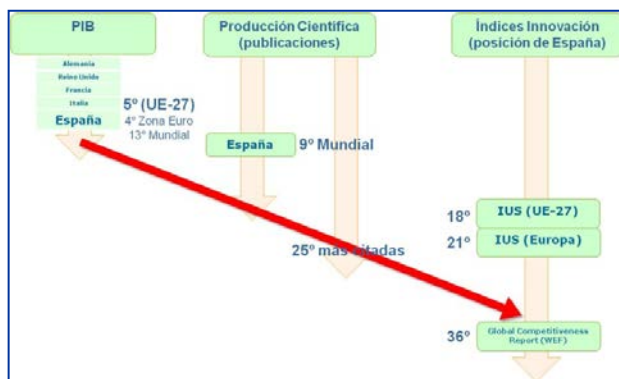 PIB
Alemania
Reino Unido
Francia
Italia
España
5º (UE-27)
4º Zona Euro
13º Mundial
Producción Científica
(publicaciones)
España
9º Mundial
25º más citadas
Índices Innovación
(posición de España)
18º
IUS (UE-27)
21º
IUS (Europa)
36º
Global Competitiveness
Report (WEF)